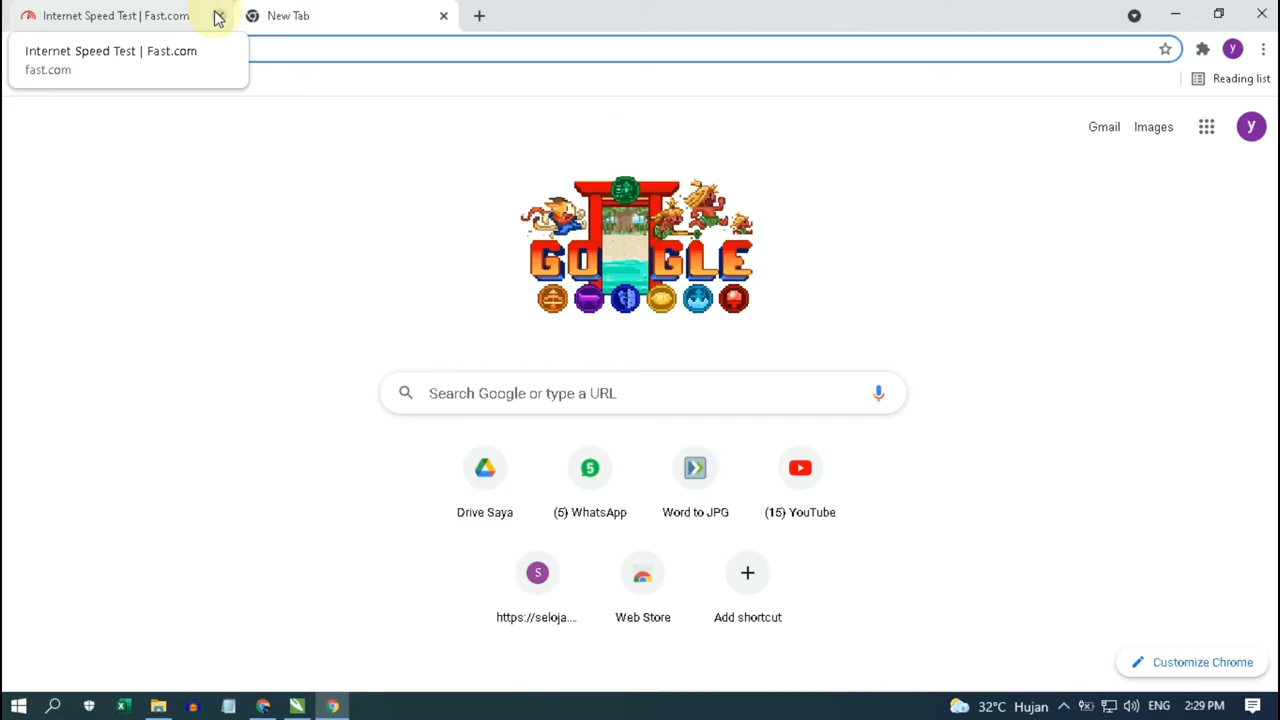 Internet Speed Test | Fast.com
New Tab
Internet Speed Test | Fast.com
fast.com
y
Reading list
Gmail
Images
y
GOOGLE
Search Google or type a URL
5
Drive Saya
(5) WhatsApp
Word to JPG
(15) YouTube
S
https://seloja....
Web Store
Add shortcut
Customize Chrome
32°C Hujan
ENG
2:29 PM